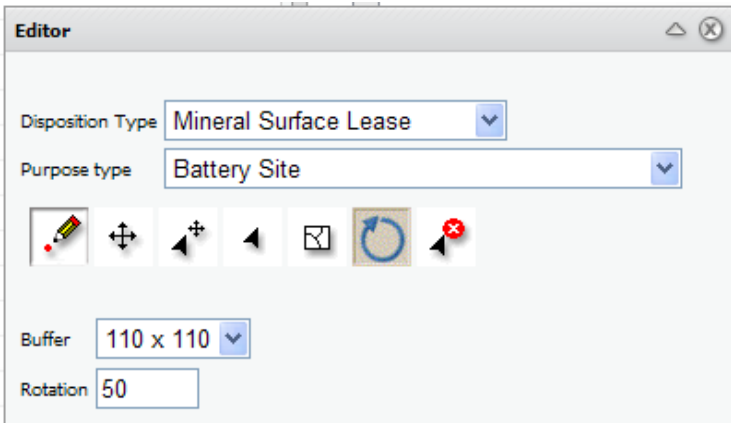 Editor
Disposition Type Mineral Surface Lease
Purpose type Battery Site
Buffer 110 x 110
Rotation 50